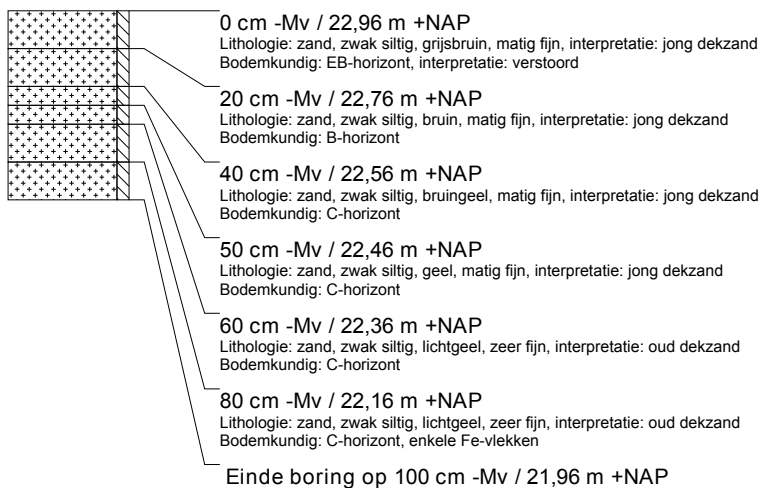 0 cm -Mv / 22,96 m +NAP
Lithologie: zand, zwak siltig, grijsbruin, matig fijn, interpretatie: jong dekzand
Bodemkundig: EB-horizont, interpretatie: verstoord
20 cm -Mv / 22,76 m +NAP
Lithologie: zand, zwak siltig, bruin, matig fijn, interpretatie: jong dekzand
Bodemkundig: B-horizont
40 cm -Mv / 22,56 m +NAP
Lithologie: zand, zwak siltig, bruingeel, matig fijn, interpretatie: jong dekzand
Bodemkundig: C-horizont
50 cm -Mv / 22,46 m +NAP
Lithologie: zand, zwak siltig, geel, matig fijn, interpretatie: jong dekzand
Bodemkundig: C-horizont
60 cm -Mv / 22,36 m +NAP
Lithologie: zand, zwak siltig, lichtgeel, zeer fijn, interpretatie: oud dekzand
Bodemkundig: C-horizont
80 cm -Mv / 22,16 m +NAP
Lithologie: zand, zwak siltig, lichtgeel, zeer fijn, interpretatie: oud dekzand
Bodemkundig: C-horizont, enkele Fe-vlekken
Einde boring op 100 cm -Mv / 21,96 m +NAP